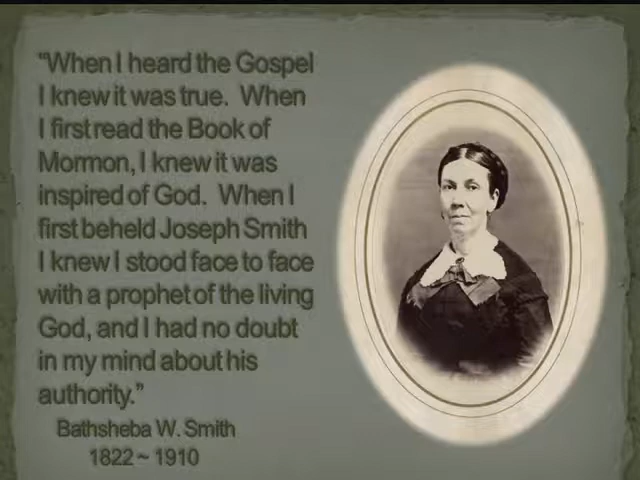 “When I heard the Gospel
I knew it was true. When
I first read the Book of
Mormon, I knew it was
inspired of God. When I
first beheld Joseph Smith
I knew I stood face to face
with a prophet of the living
God, and I had no doubt
in my mind about his
authority.”
Bathsheba W. Smith
1822 ~ 1910